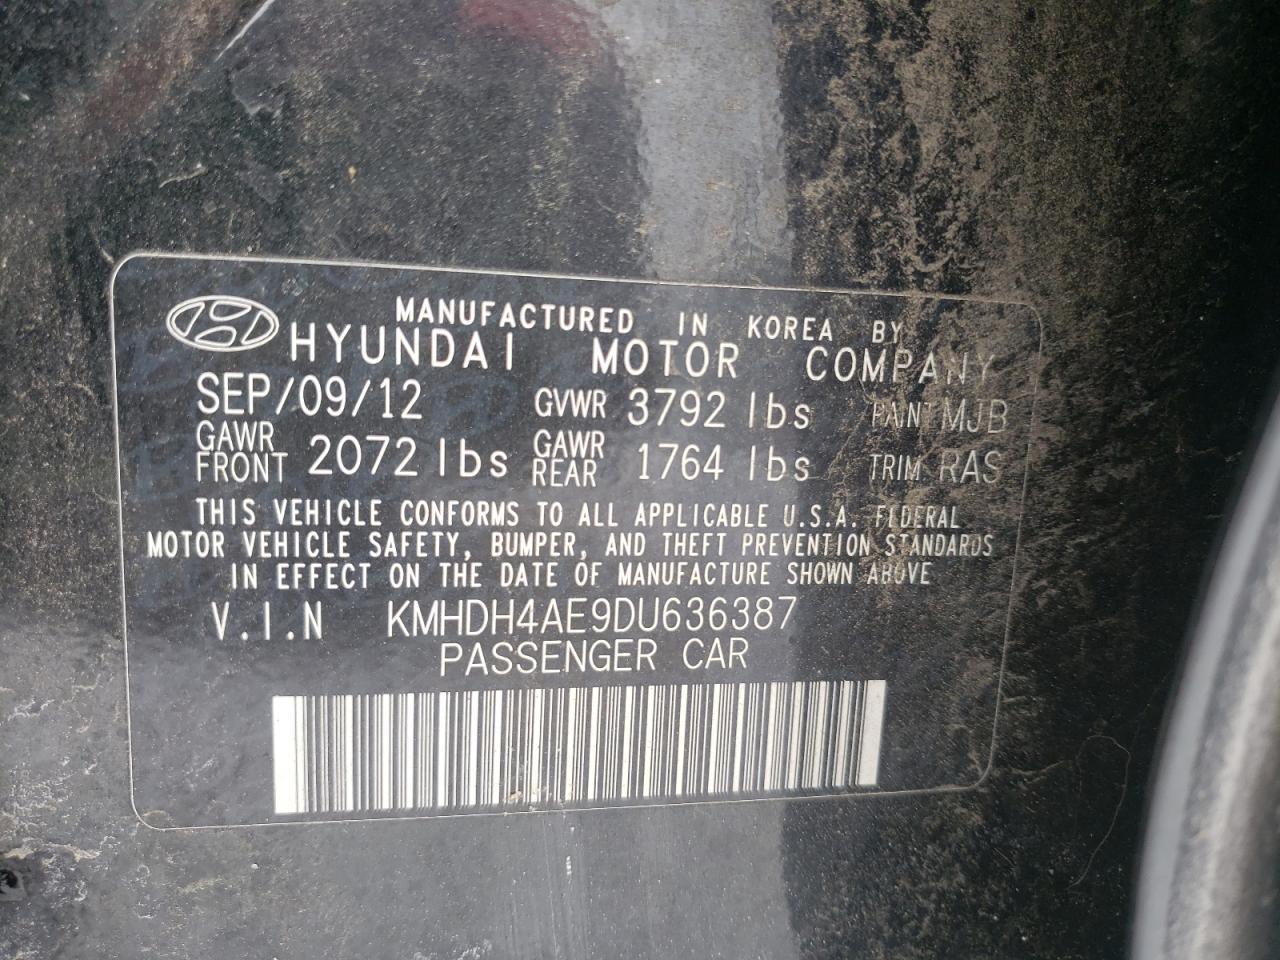 MANUFACTURED IN KOREA BY
HYUNDAI MOTOR COMPANY
SEP/09/12 GVWR 3792 lbs PAINT MJB
GAWR FRONT 2072 lbs GAWR REAR 1764 lbs TRIM RAS
THIS VEHICLE CONFORMS TO ALL APPLICABLE U.S.A. FEDERAL
MOTOR VEHICLE SAFETY, BUMPER, AND THEFT PREVENTION STANDARDS
IN EFFECT ON THE DATE OF MANUFACTURE SHOWN ABOVE
V.I.N KMHDH4AE9DU636387
PASSENGER CAR